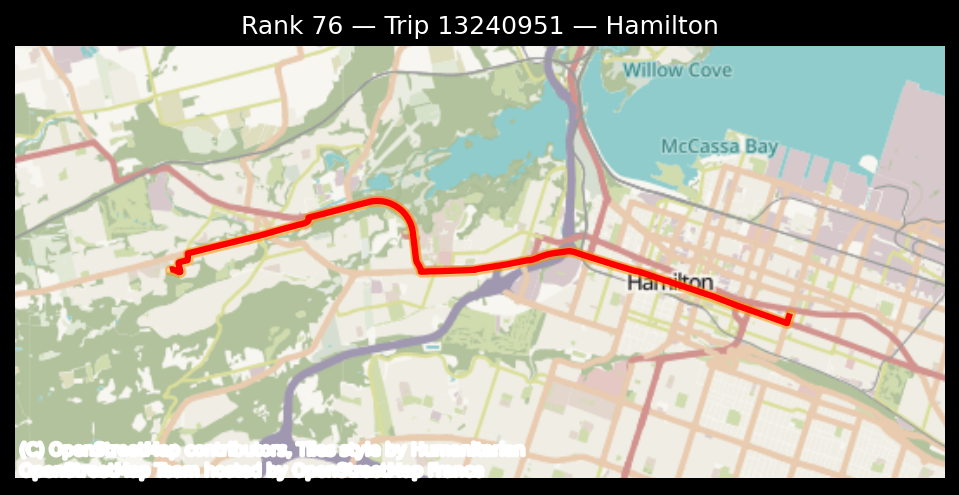 Rank 76 — Trip 13240951 — Hamilton
Willow Cove
McCassa Bay
Hamilton
(C) OpenStreetMap contributors, Tiles style by Humanitarian
OpenStreetMap Team hosted by OpenStreetMap France